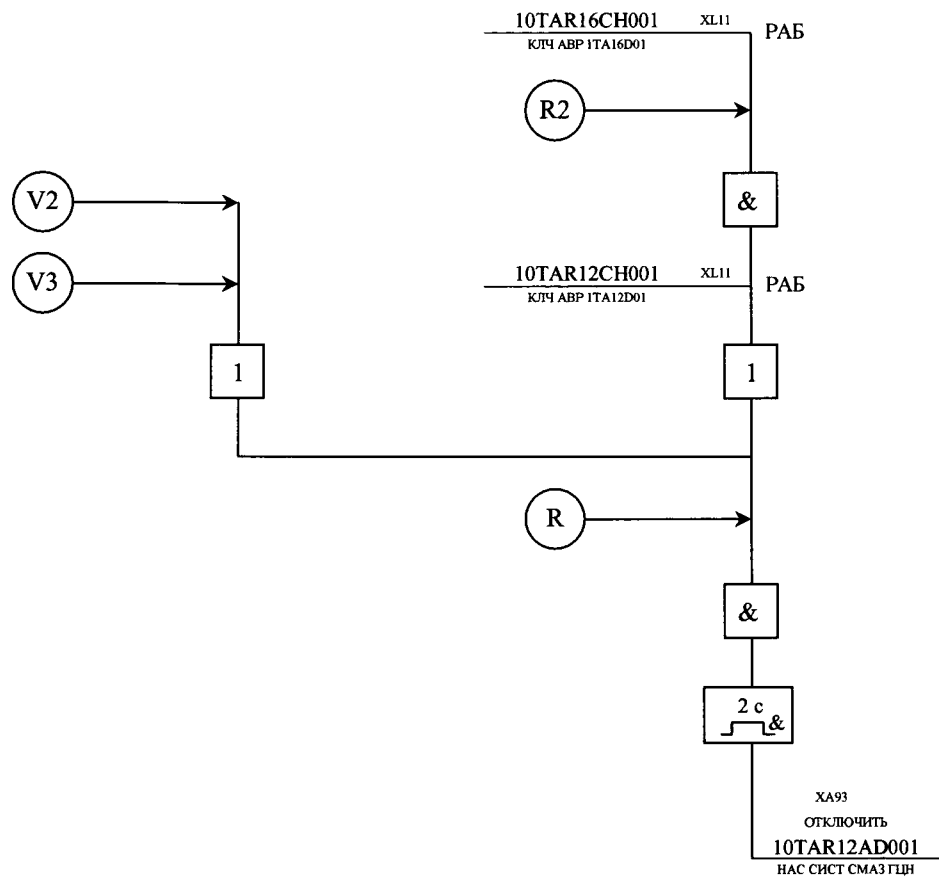 10TAR16CH001 XL11 РАБ
КЛЧ АВР 1TA16D01
R2
V2
&
V3
10TAR12CH001 XL11 РАБ
КЛЧ АВР 1TA12D01
1 1
R
&
2 с
&
XA93
ОТКЛЮЧИТЬ
10TAR12AD001
НАС СИСТ СМАЗ ГЦН